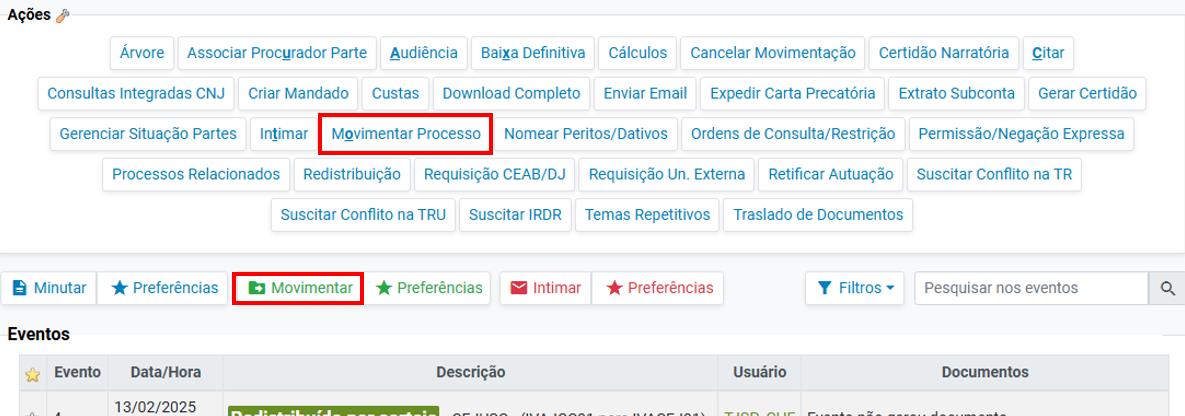 Ações
Árvore Associar Procurador Parte Audiência Baixa Definitiva Cálculos Cancelar Movimentação Certidão Narratória Citar
Consultas Integradas CNJ Criar Mandado Custas Download Completo Enviar Email Expedir Carta Precatória Extrato Subconta Gerar Certidão
Gerenciar Situação Partes Intimar Movimentar Processo Nomear Peritos/Dativos Ordens de Consulta/Restrição Permissão/Negação Expressa
Processos Relacionados Redistribuição Requisição CEAB/DJ Requisição Un. Externa Retificar Autuação Suscitar Conflito na TR
Suscitar Conflito na TRU Suscitar IRDR Temas Repetitivos Traslado de Documentos
Minutar Preferências Movimentar Preferências Intimar Preferências Filtros Pesquisar nos eventos
Eventos
Evento Data/Hora Descrição Usuário Documentos
13/02/2025 Redistribuído por sorteio
Evento não gerou documento